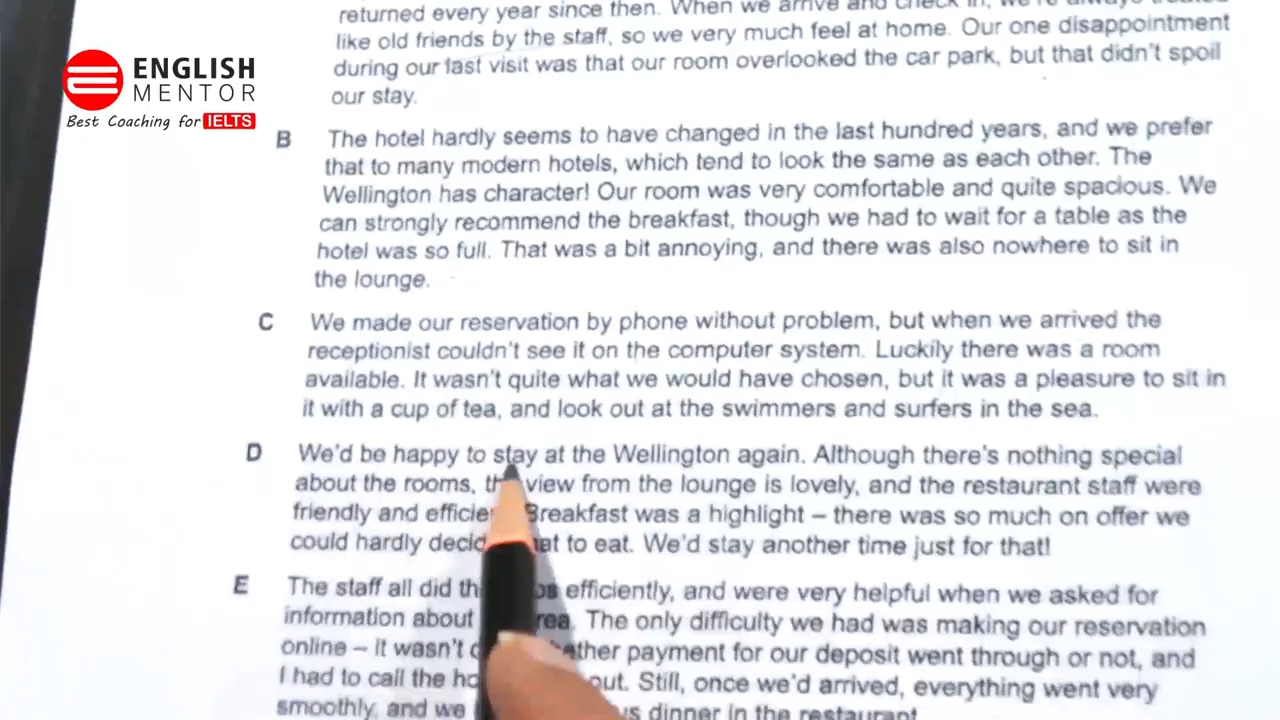 ENGLISH
MENTOR
Best Coaching for IELTS
returned every year since then. When we arrive and check in, we're always treated
like old friends by the staff, so we very much feel at home. Our one disappointment
during our last visit was that our room overlooked the car park, but that didn't spoil
our stay.
B The hotel hardly seems to have changed in the last hundred years, and we prefer
that to many modern hotels, which tend to look the same as each other. The
Wellington has character! Our room was very comfortable and quite spacious. We
can strongly recommend the breakfast, though we had to wait for a table as the
hotel was so full. That was a bit annoying, and there was also nowhere to sit in
the lounge.
C We made our reservation by phone without problem, but when we arrived the
receptionist couldn't see it on the computer system. Luckily there was a room
available. It wasn't quite what we would have chosen, but it was a pleasure to sit in
it with a cup of tea, and look out at the swimmers and surfers in the sea.
D We'd be happy to stay at the Wellington again. Although there's nothing special
about the rooms, view from the lounge is lovely, and the restaurant staff were
friendly and Breakfast was a highlight – there was so much on offer we
could hardly to eat. We'd stay another time just for that!
E The staff all did efficiently, and were very helpful when we asked for
information about The only difficulty we had was making our reservation
online – it wasn't payment for our deposit went through or not, and
I had to call the out. Still, once we'd arrived, everything went very
smoothly, and we dinner in the restaurant